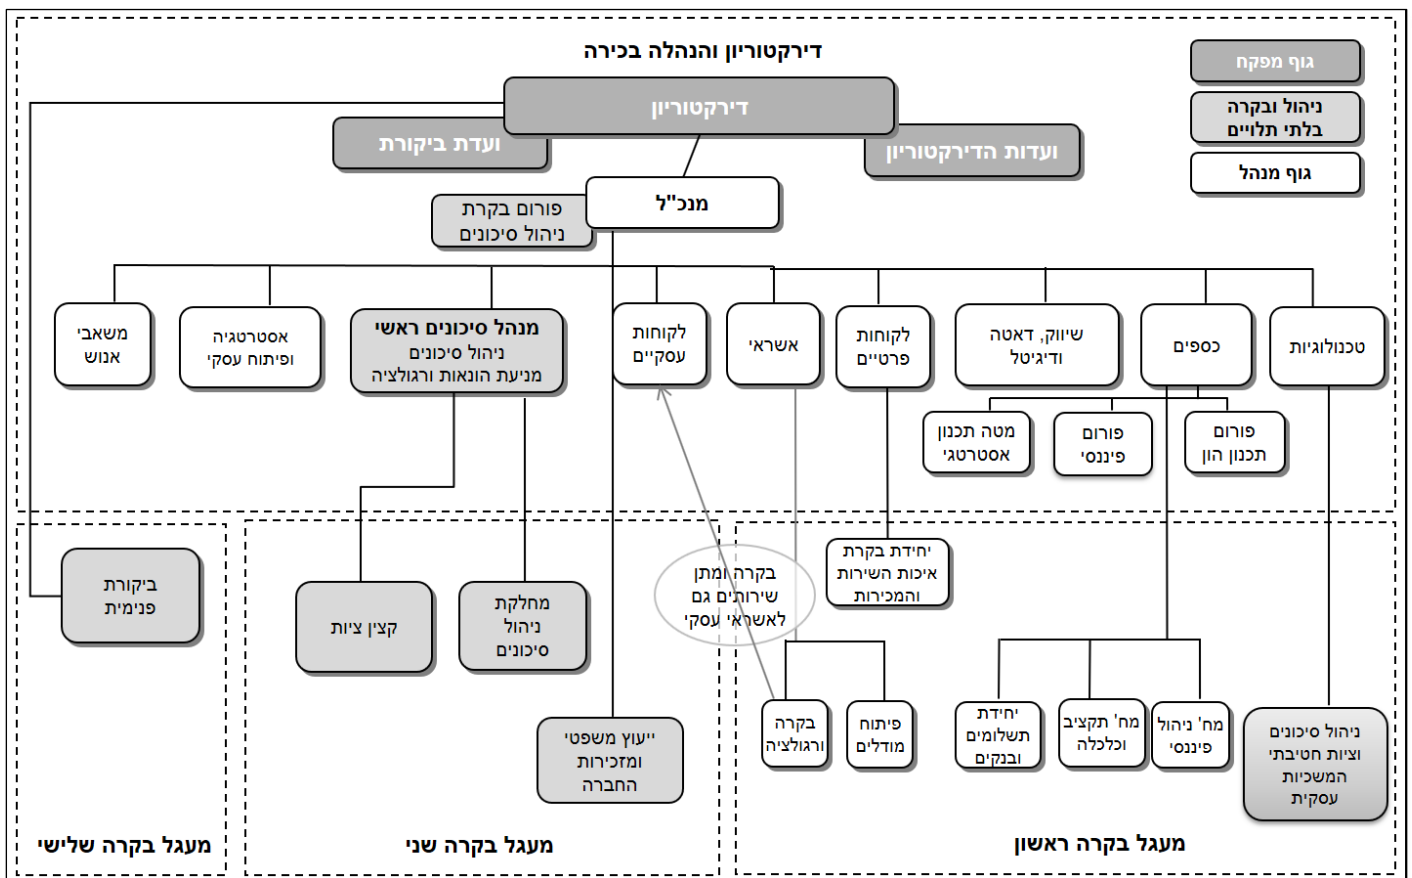 דירקטוריון והנהלה בכירה
גוף מפקח
ניהול ובקרה
בלתי תלויים
גוף מנהל
דירקטוריון
ועדות הדירקטוריון
ועדת ביקורת
מנכ"ל
פורום בקרת
ניהול סיכונים
טכנולוגיות
כספים
שיווק, דאטה
ודיגיטל
לקוחות
פרטיים
אשראי
לקוחות
עסקיים
מנהל סיכונים ראשי
ניהול סיכונים
מניעת הונאות ורגולציה
אסטרטגיה
ופיתוח עסקי
משאבי
אנוש
פורום
תכנון הון
פורום
פיננסי
מטה תכנון
אסטרטגי
יחידת בקרת
איכות השירות
והמכירות
בקרה ומתן
שירותים גם
לאשראי עסקי
מחלקת
ניהול
סיכונים
קצין ציות
ביקורת
פנימית
ניהול סיכונים
וציות חטיבתי
המשכיות
עסקית
מח' ניהול
פיננסי
מח' תקציב
וכלכלה
יחידת
תשלומים
ובנקים
פיתוח
מודלים
בקרה
ורגולציה
ייעוץ משפטי
ומזכירות
החברה
מעגל בקרה ראשון
מעגל בקרה שני
מעגל בקרה שלישי